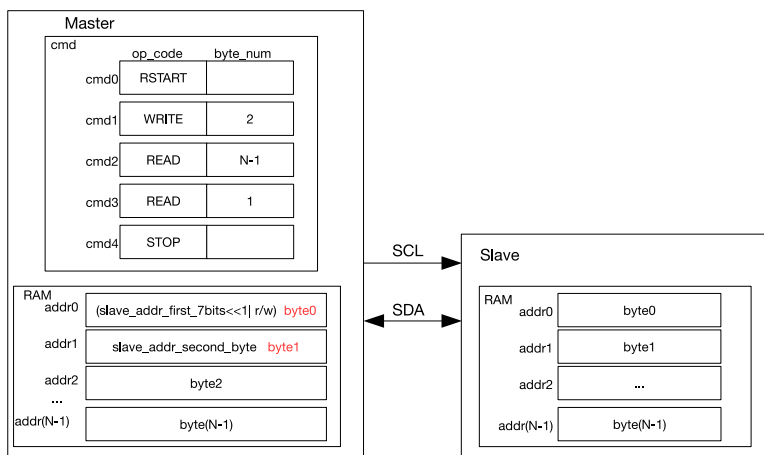 Master
cmd
op_code byte_num
cmd0 RSTART
cmd1 WRITE 2
cmd2 READ N-1
cmd3 READ 1
cmd4 STOP
RAM
addr0 (slave_addr_first_7bits<<1| r/w) byte0
addr1 slave_addr_second_byte byte1
addr2 byte2
...
addr(N-1) byte(N-1)
SCL
SDA
Slave
RAM
addr0 byte0
addr1 byte1
addr2 ...
addr(N-1) byte(N-1)